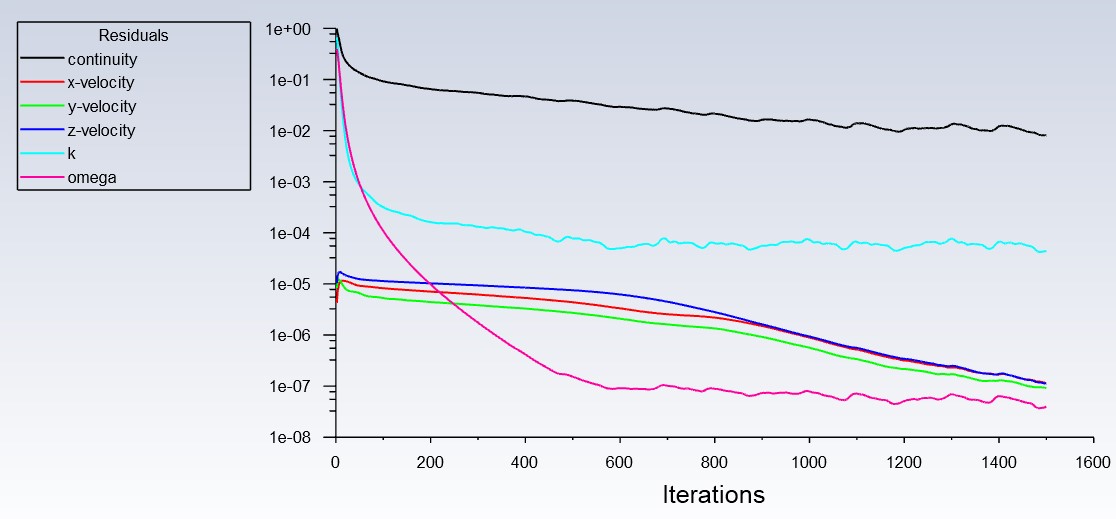 Residuals
continuity
x-velocity
y-velocity
z-velocity
k
omega
1e+00
1e-01
1e-02
1e-03
1e-04
1e-05
1e-06
1e-07
1e-08
0 200 400 600 800 1000 1200 1400 1600
Iterations